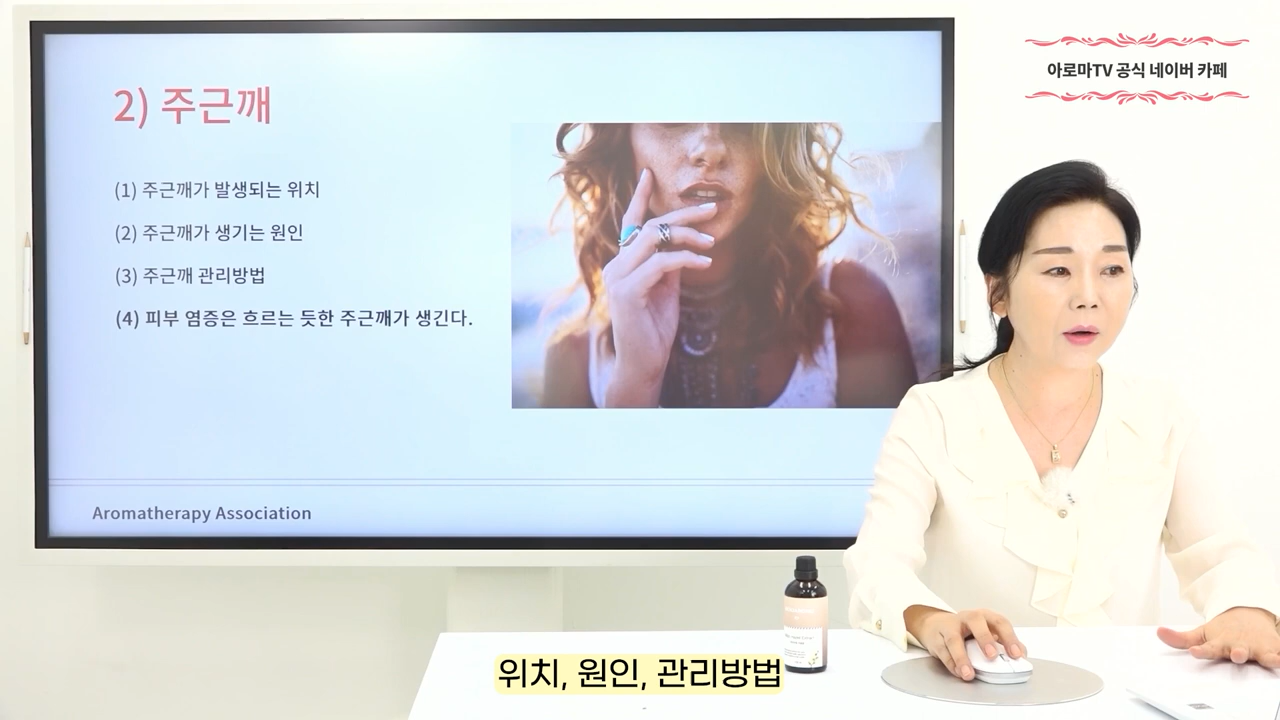 2) 주근깨
(1) 주근깨가 발생되는 위치
(2) 주근깨가 생기는 원인
(3) 주근깨 관리방법
(4) 피부 염증은 흐르는 듯한 주근깨가 생긴다.
Aromatherapy Association
아로마TV 공식 네이버 카페
위치, 원인, 관리방법